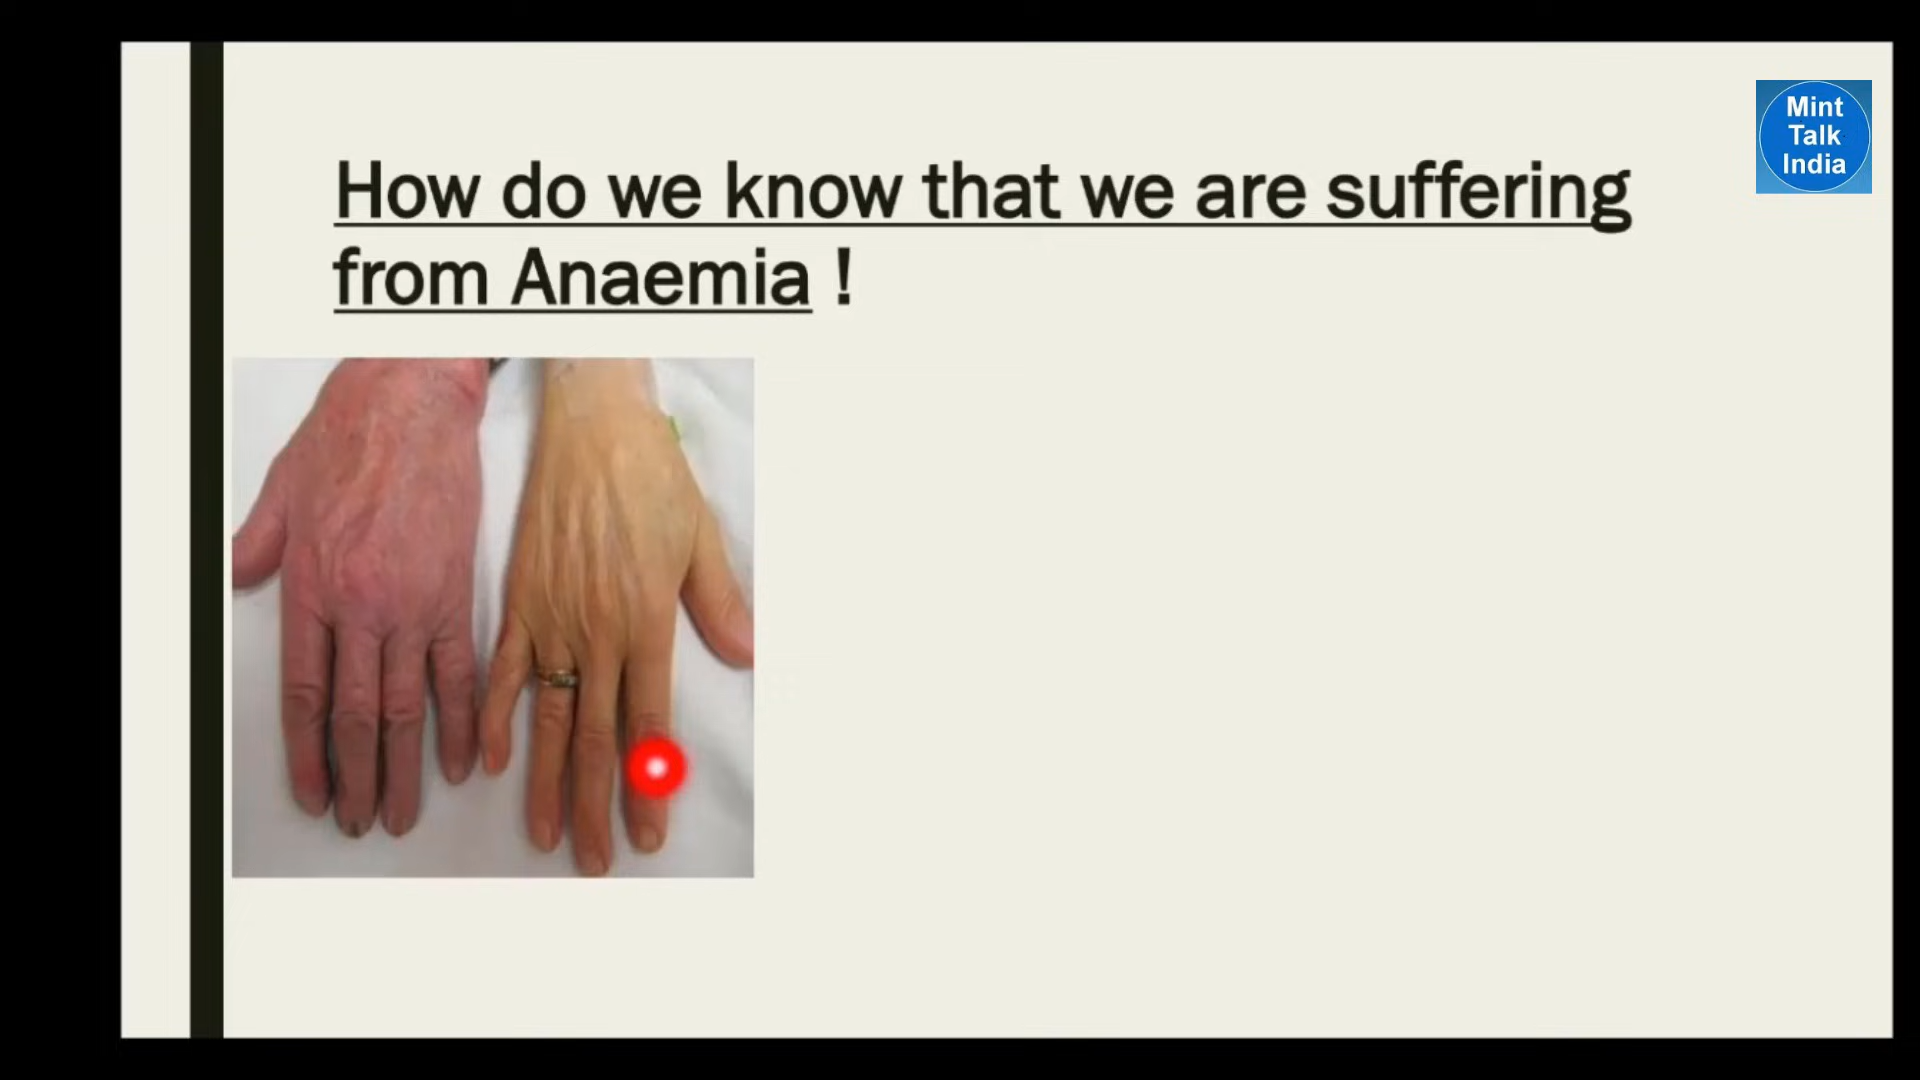 How do we know that we are suffering
from Anaemia !
Mint
Talk
India